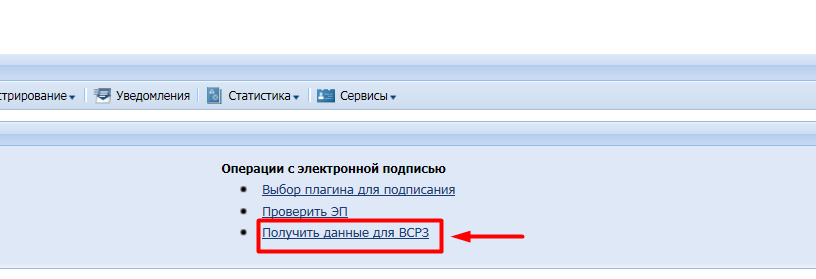 стрирование Уведомления Статистика Сервисы
Операции с электронной подписью
Выбор плагина для подписания
Проверить ЭП
Получить данные для ВСРЗ